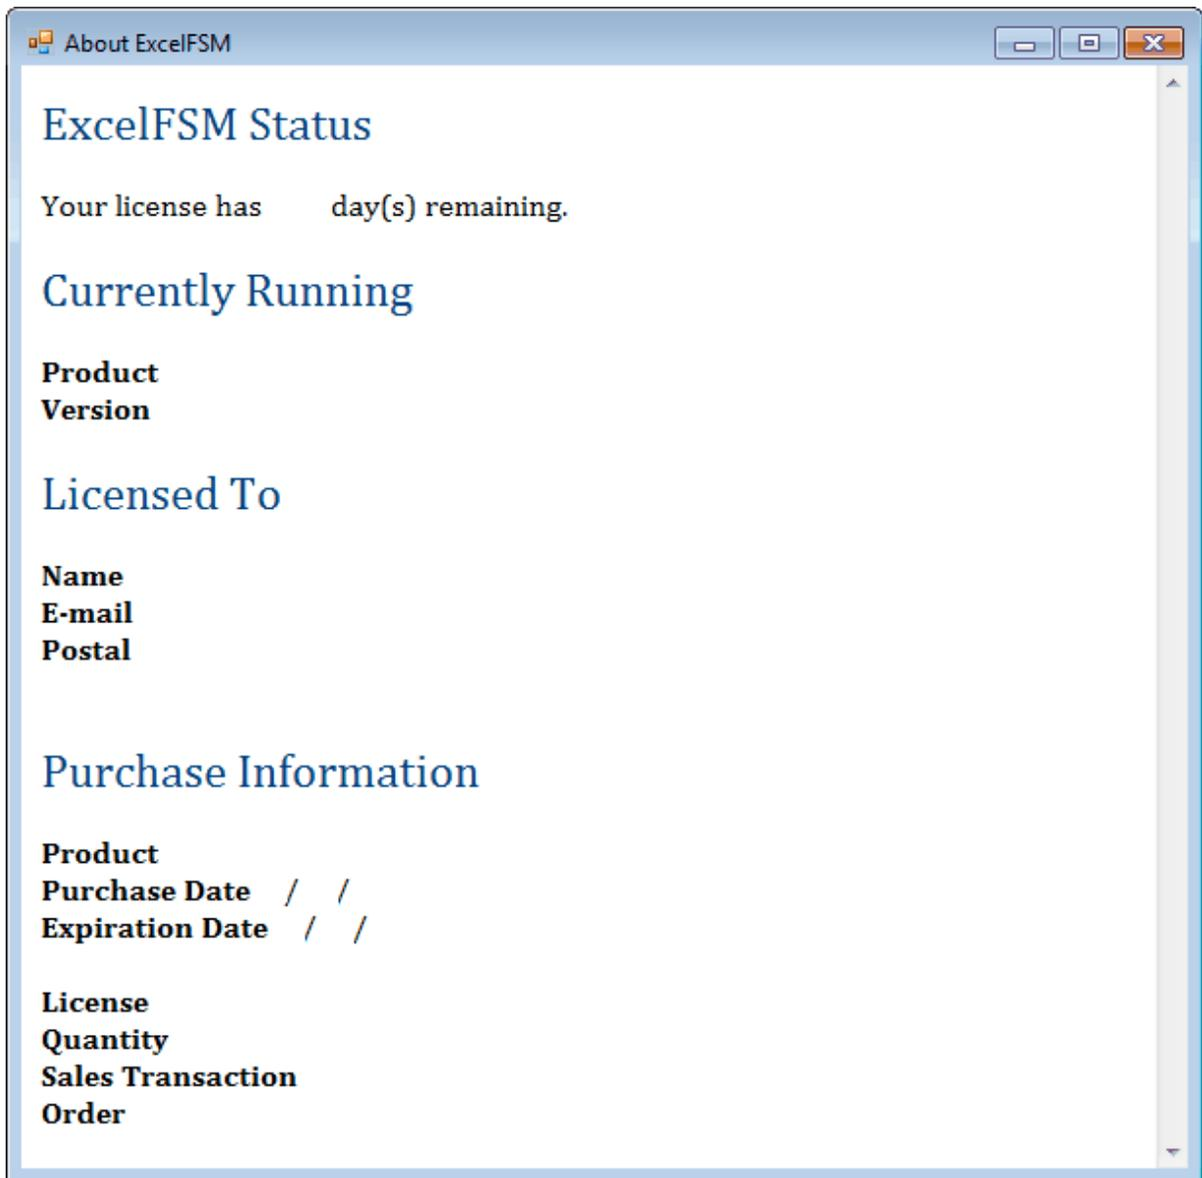 About ExcelFSM
ExcelFSM Status
Your license has day(s) remaining.
Currently Running
Product
Version
Licensed To
Name
E-mail
Postal
Purchase Information
Product
Purchase Date / /
Expiration Date / /
License
Quantity
Sales Transaction
Order